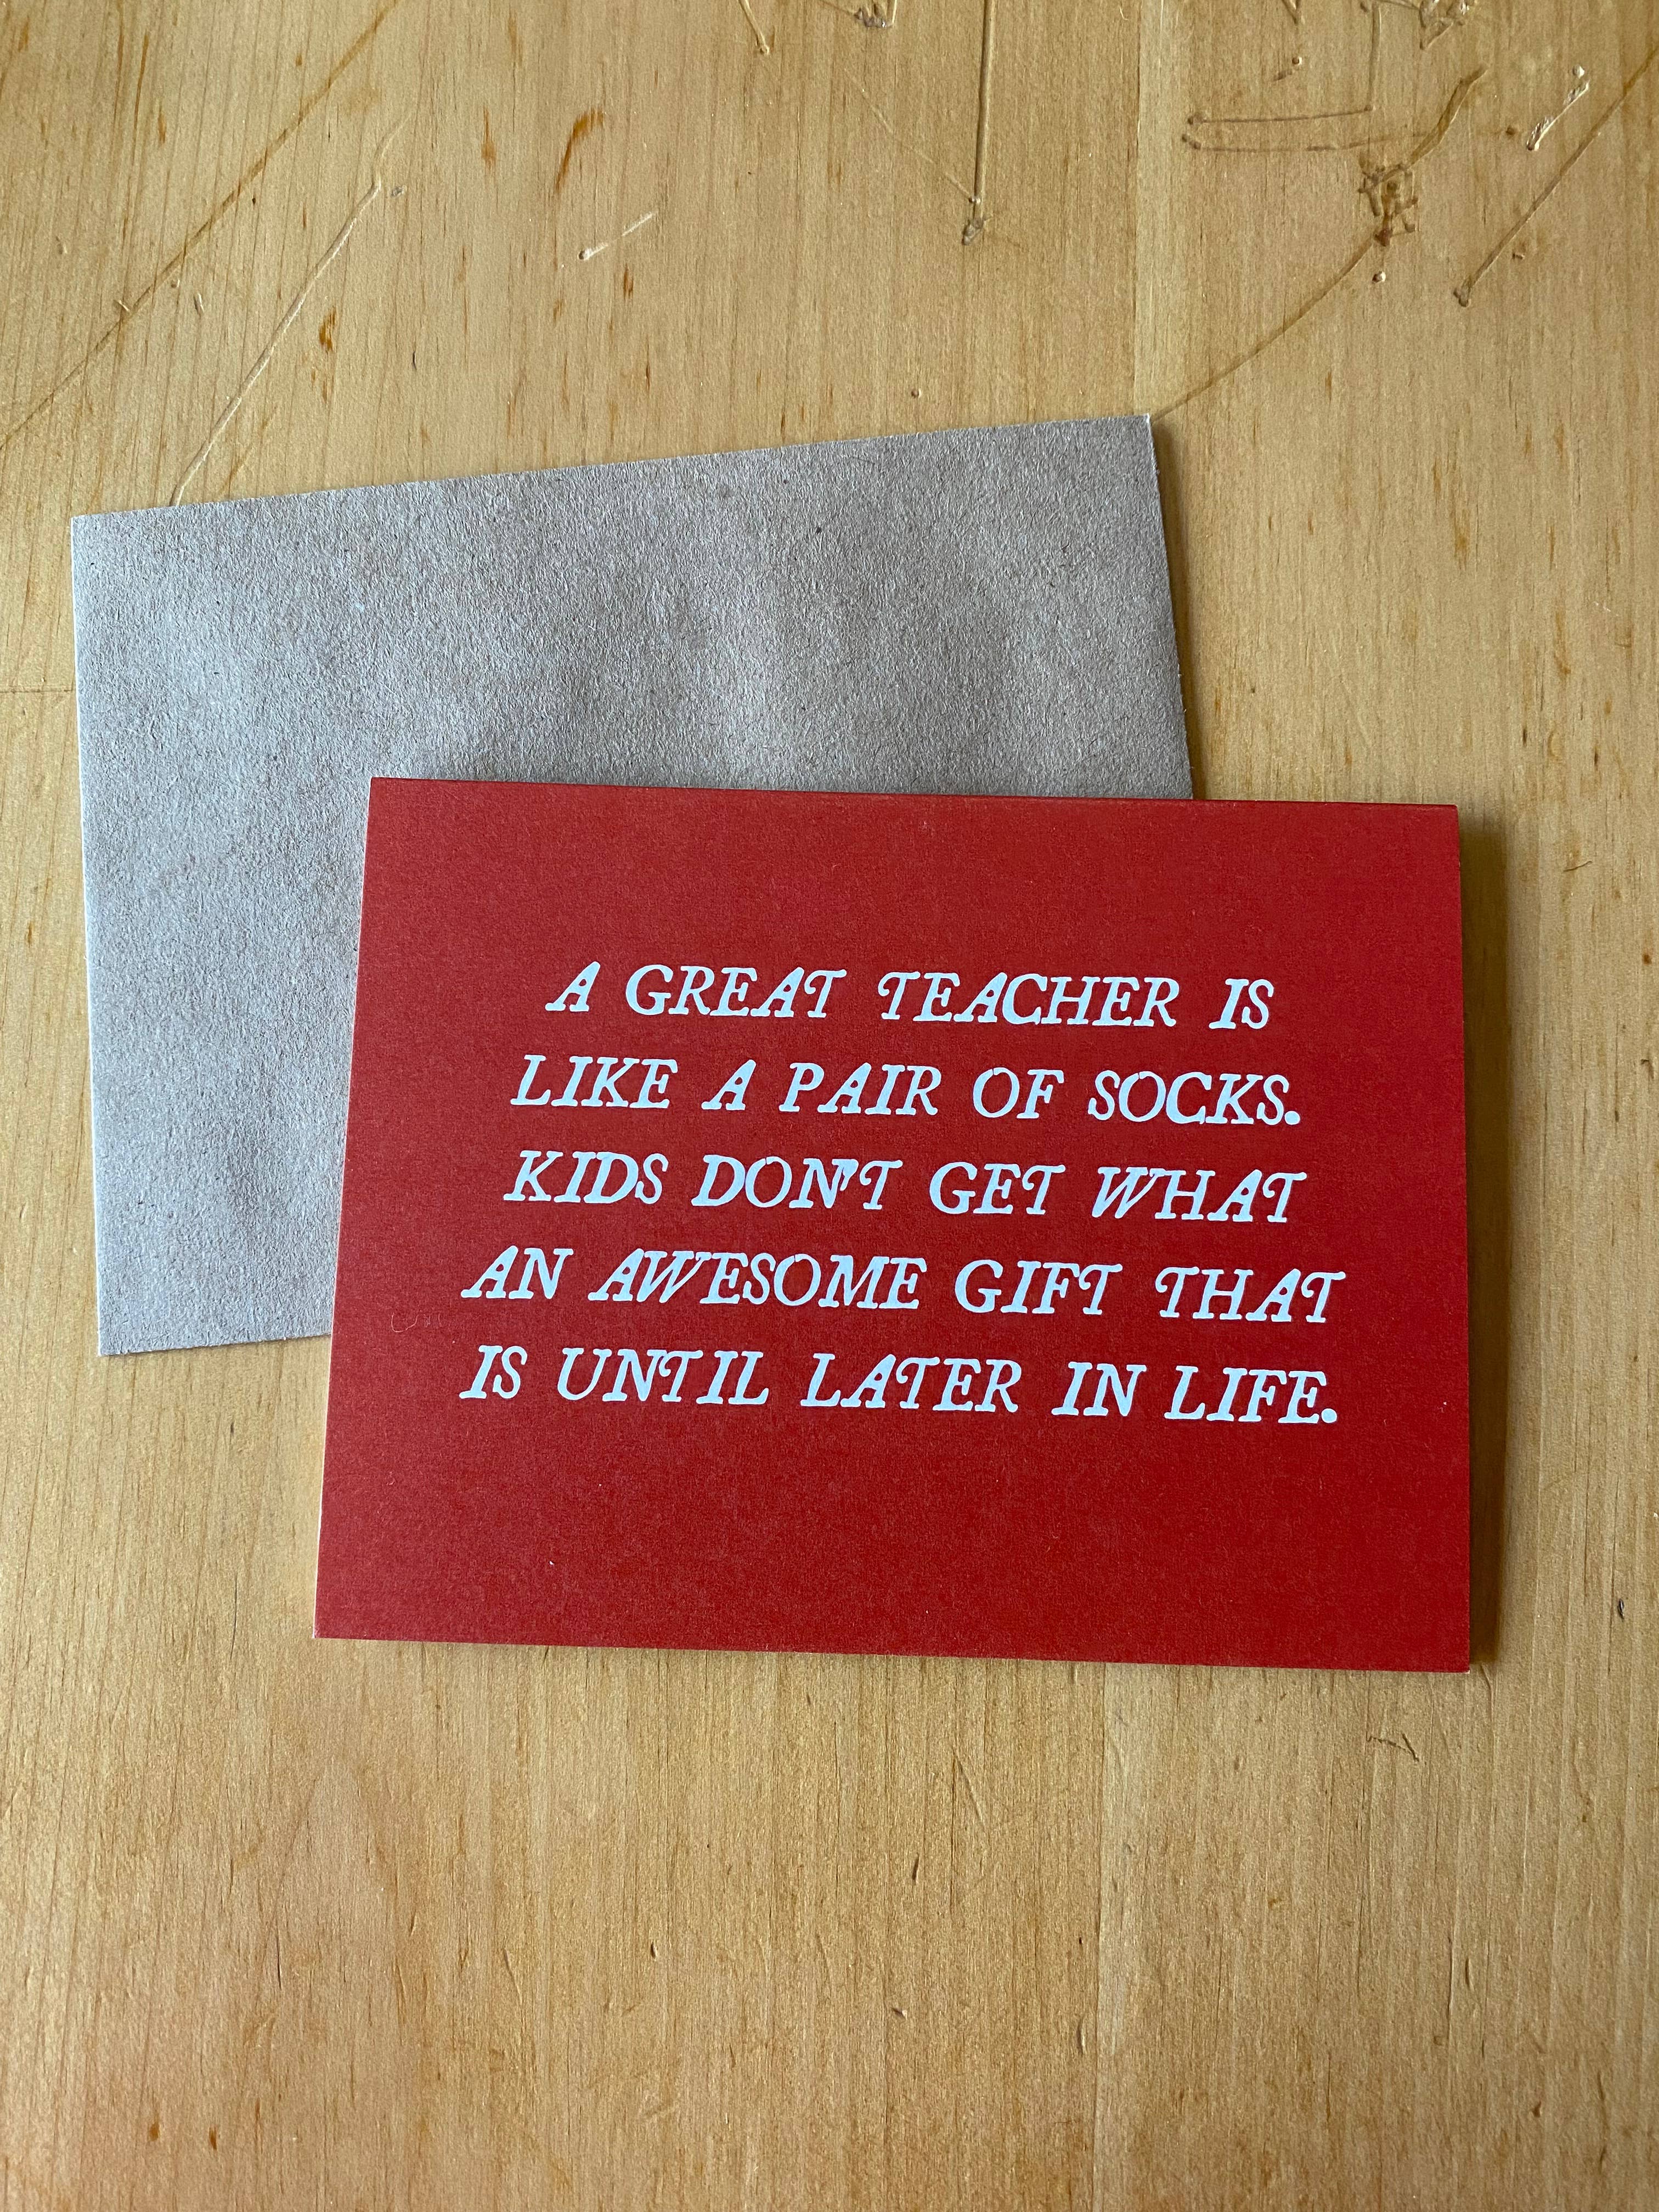 A GREAT TEACHER IS
LIKE A PAIR OF SOCKS.
KIDS DON'T GET WHAT
AN AWESOME GIFT THAT
IS UNTIL LATER IN LIFE.